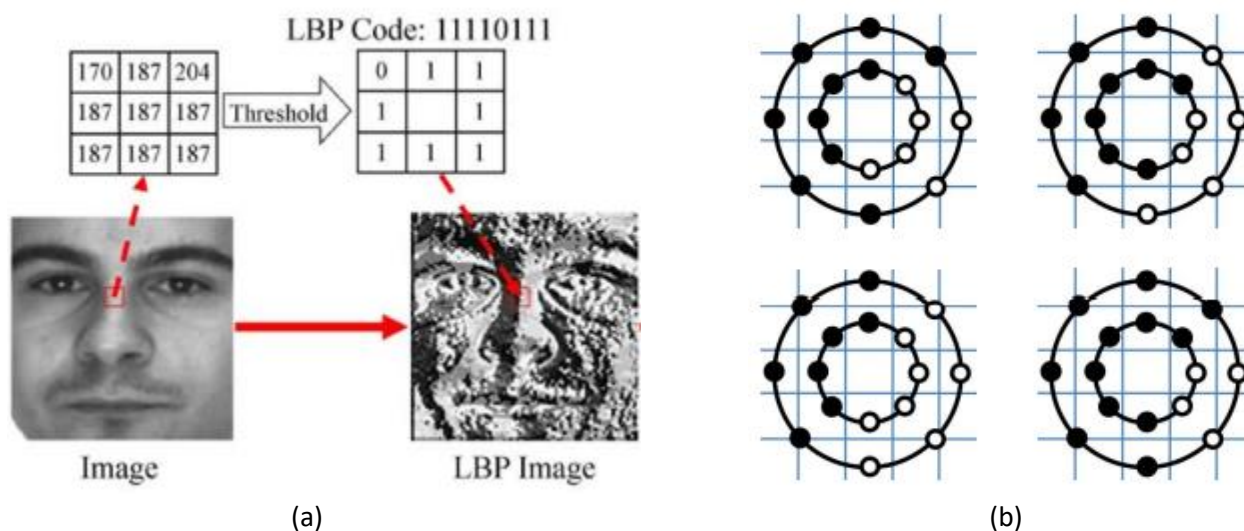 LBP Code: 11110111
170 187 204
187 187 187
187 187 187
Threshold
0 1 1
1 1
1 1 1
Image
LBP Image
(a)
(b)